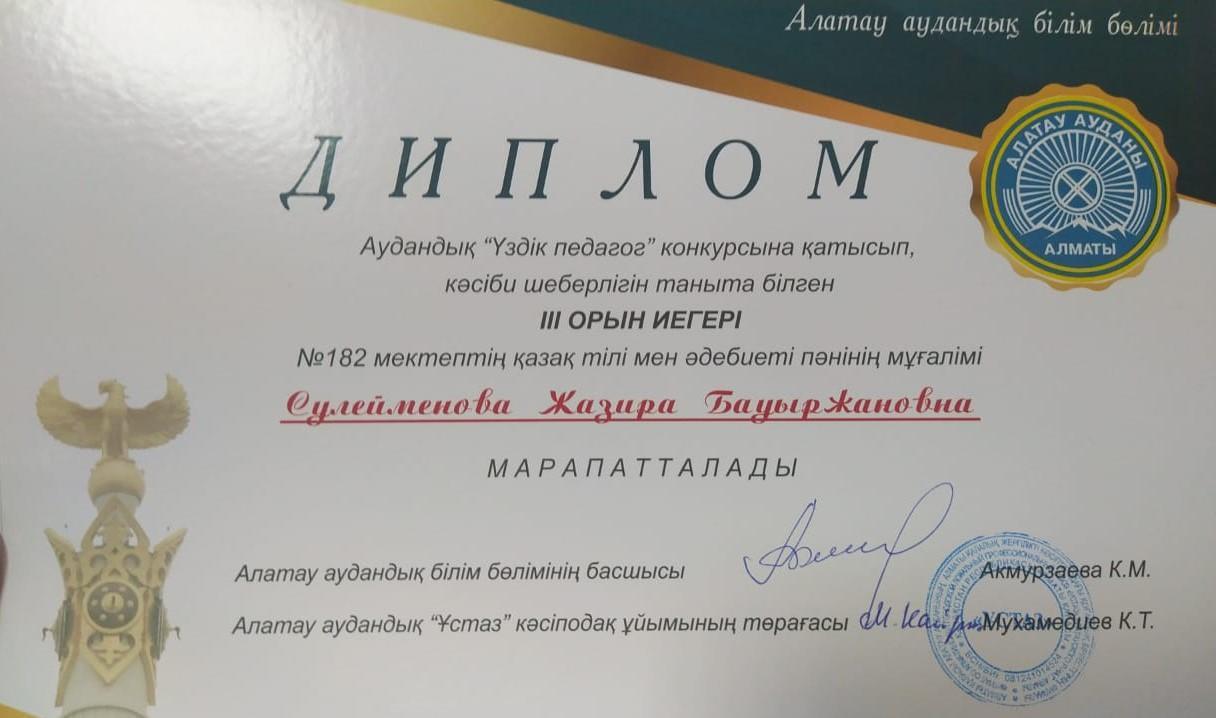 Алатау аудандық білім бөлімі
АЛАТАУ АУДАНЫ
АЛМАТЫ
ДИПЛОМ
Аудандық “Үздік педагог” конкурсына қатысып,
кәсіби шеберлігін таныта білген
III ОРЫН ИЕГЕРІ
№182 мектептің қазақ тілі мен әдебиеті пәнінің мұғалімі
Сулейменова Жазира Бауыржановна
МАРАПАТТАЛАДЫ
Алатау аудандық білім бөлімінің басшысы Акмурзаева К.М.
Алатау аудандық “Ұстаз” кәсіподақ ұйымының төрағасы Мухамедиев К.Т.